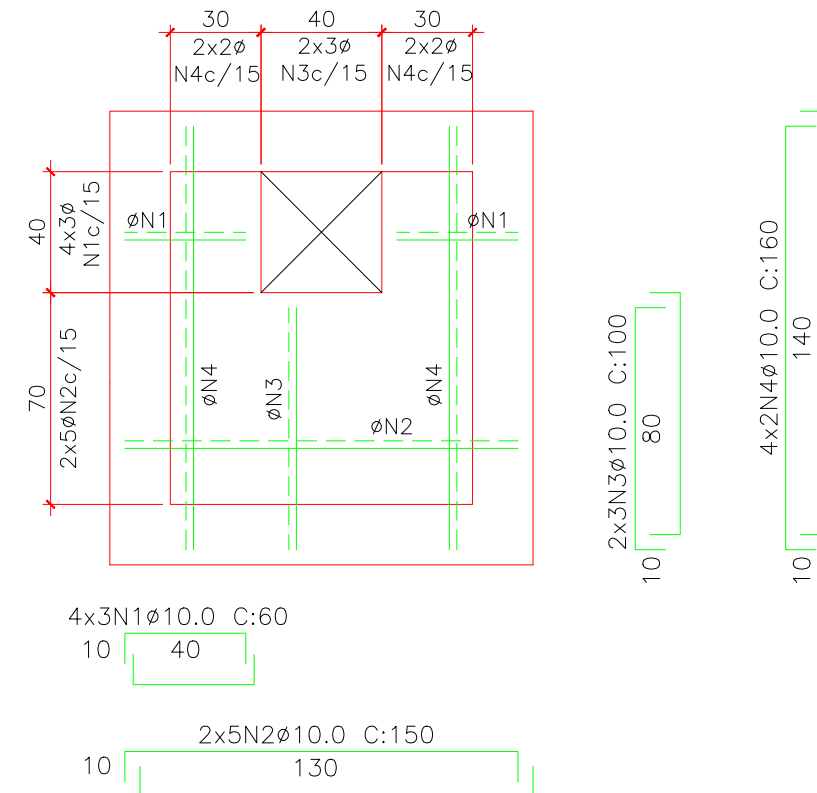 30
40
30
2x2ø
2x3ø
2x2ø
N4c/15
N3c/15
N4c/15
40
4x3ø
N1c/15
øN1
øN1
70
2x5øN2c/15
øN4
øN3
øN4
øN2
2x3N3ø10.0 C:100
80
10
4x2N4ø10.0 C:160
140
10
4x3N1ø10.0 C:60
10
40
2x5N2ø10.0 C:150
10
130